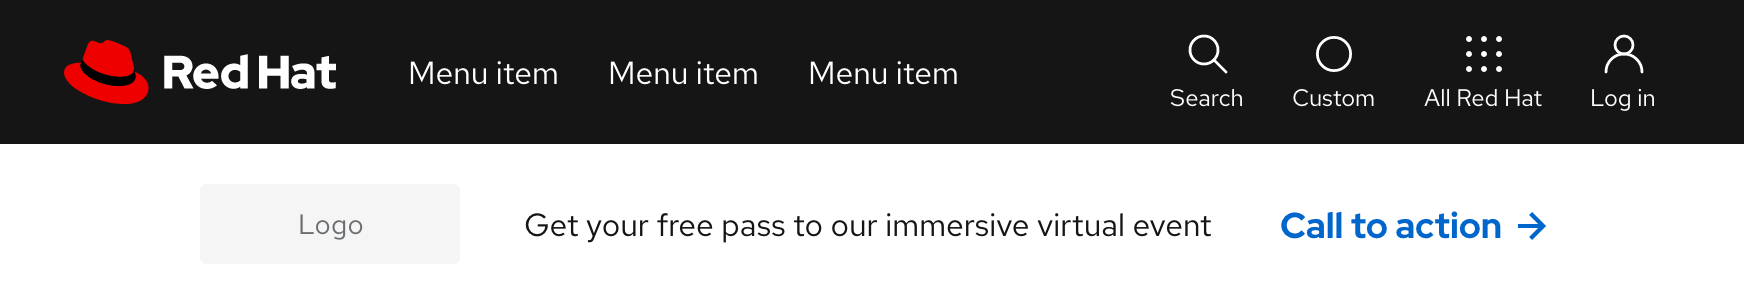 Red Hat Menu item Menu item Menu item
Search Custom All Red Hat Log in
Logo Get your free pass to our immersive virtual event Call to action